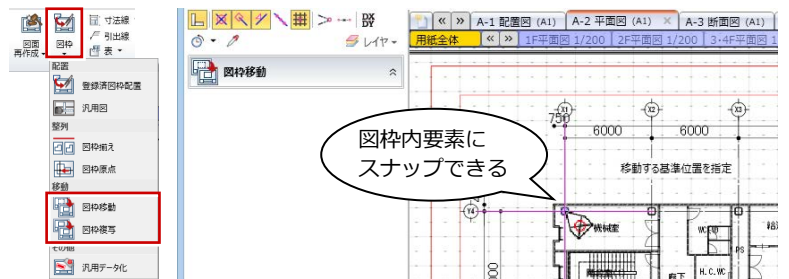 図面
再作成
図枠
寸法線
引出線
表
配置
登録済図枠配置
汎用図
整列
図枠揃え
図枠原点
移動
図枠移動
図枠複写
その他
汎用データ化
レイヤ
図枠移動
図枠内要素に
スナップできる
A-1 配置図 (A1)
A-2 平面図 (A1)
A-3 断面図 (A1)
用紙全体
1F平面図 1/200
2F平面図 1/200
3・4F平面図
X1
X2
X3
750
6000
6000
移動する基準位置を指定
Y4
機械室
PS
廊下
H.C.WC
8